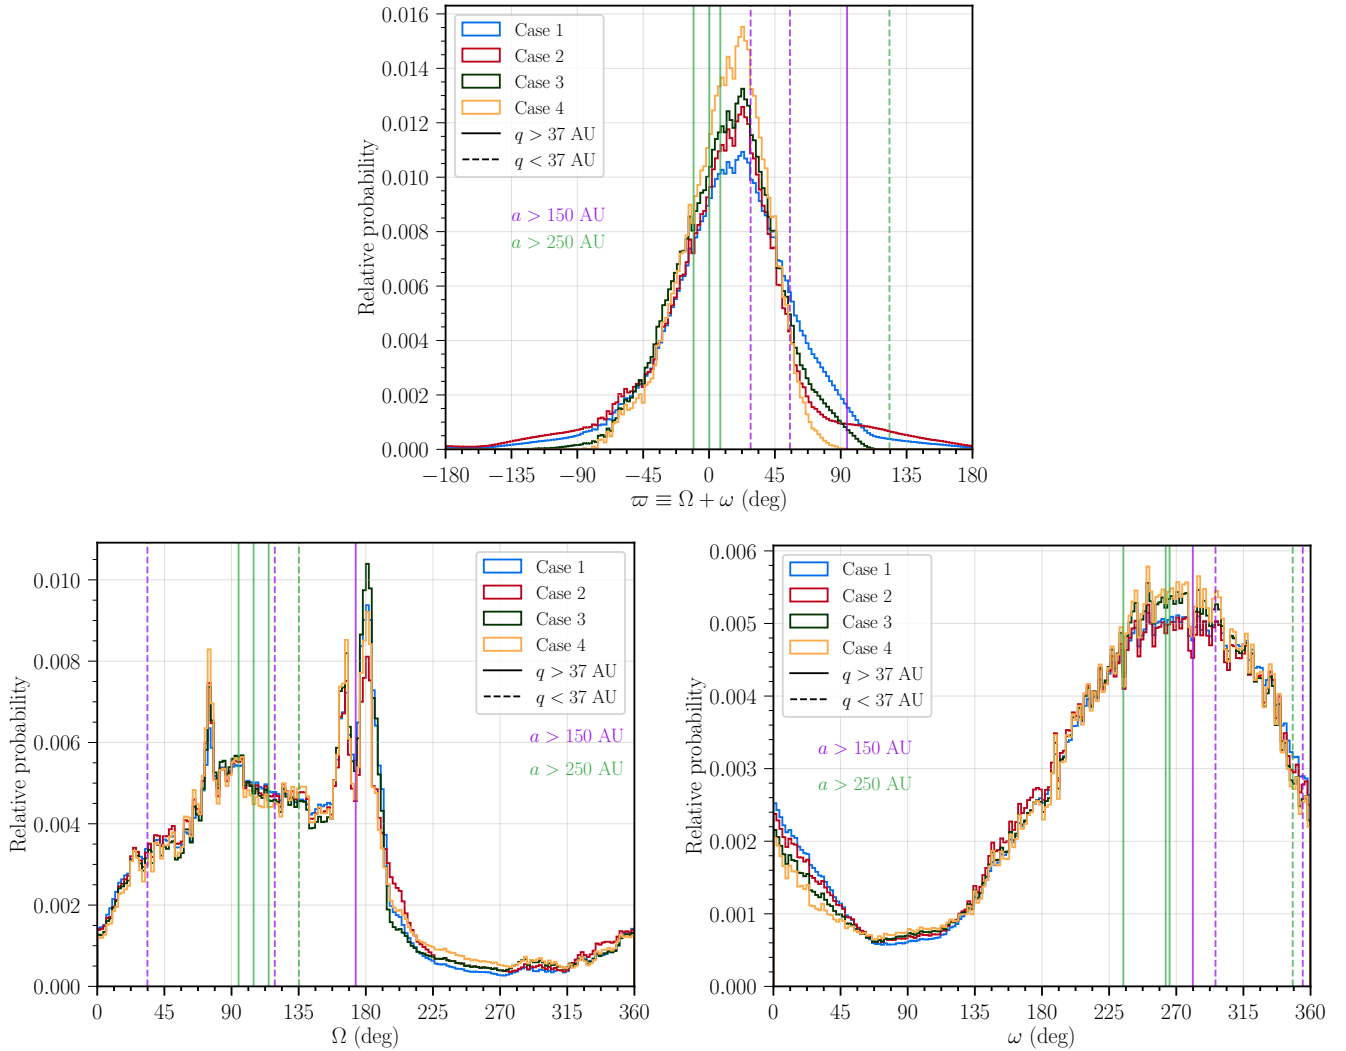 0.016
0.014
0.012
0.010
0.008
0.006
0.004
0.002
0.000
Relative probability
Case 1
Case 2
Case 3
Case 4
q > 37 AU
q < 37 AU
a > 150 AU
a > 250 AU
−180 −135 −90 −45 0 45 90 135 180
ϖ ≡ Ω + ω (deg)
0.010
0.008
0.006
0.004
0.002
0.000
Relative probability
Case 1
Case 2
Case 3
Case 4
q > 37 AU
q < 37 AU
a > 150 AU
a > 250 AU
0 45 90 135 180 225 270 315 360
Ω (deg)
0.006
0.005
0.004
0.003
0.002
0.001
0.000
Relative probability
Case 1
Case 2
Case 3
Case 4
q > 37 AU
q < 37 AU
a > 150 AU
a > 250 AU
0 45 90 135 180 225 270 315 360
ω (deg)